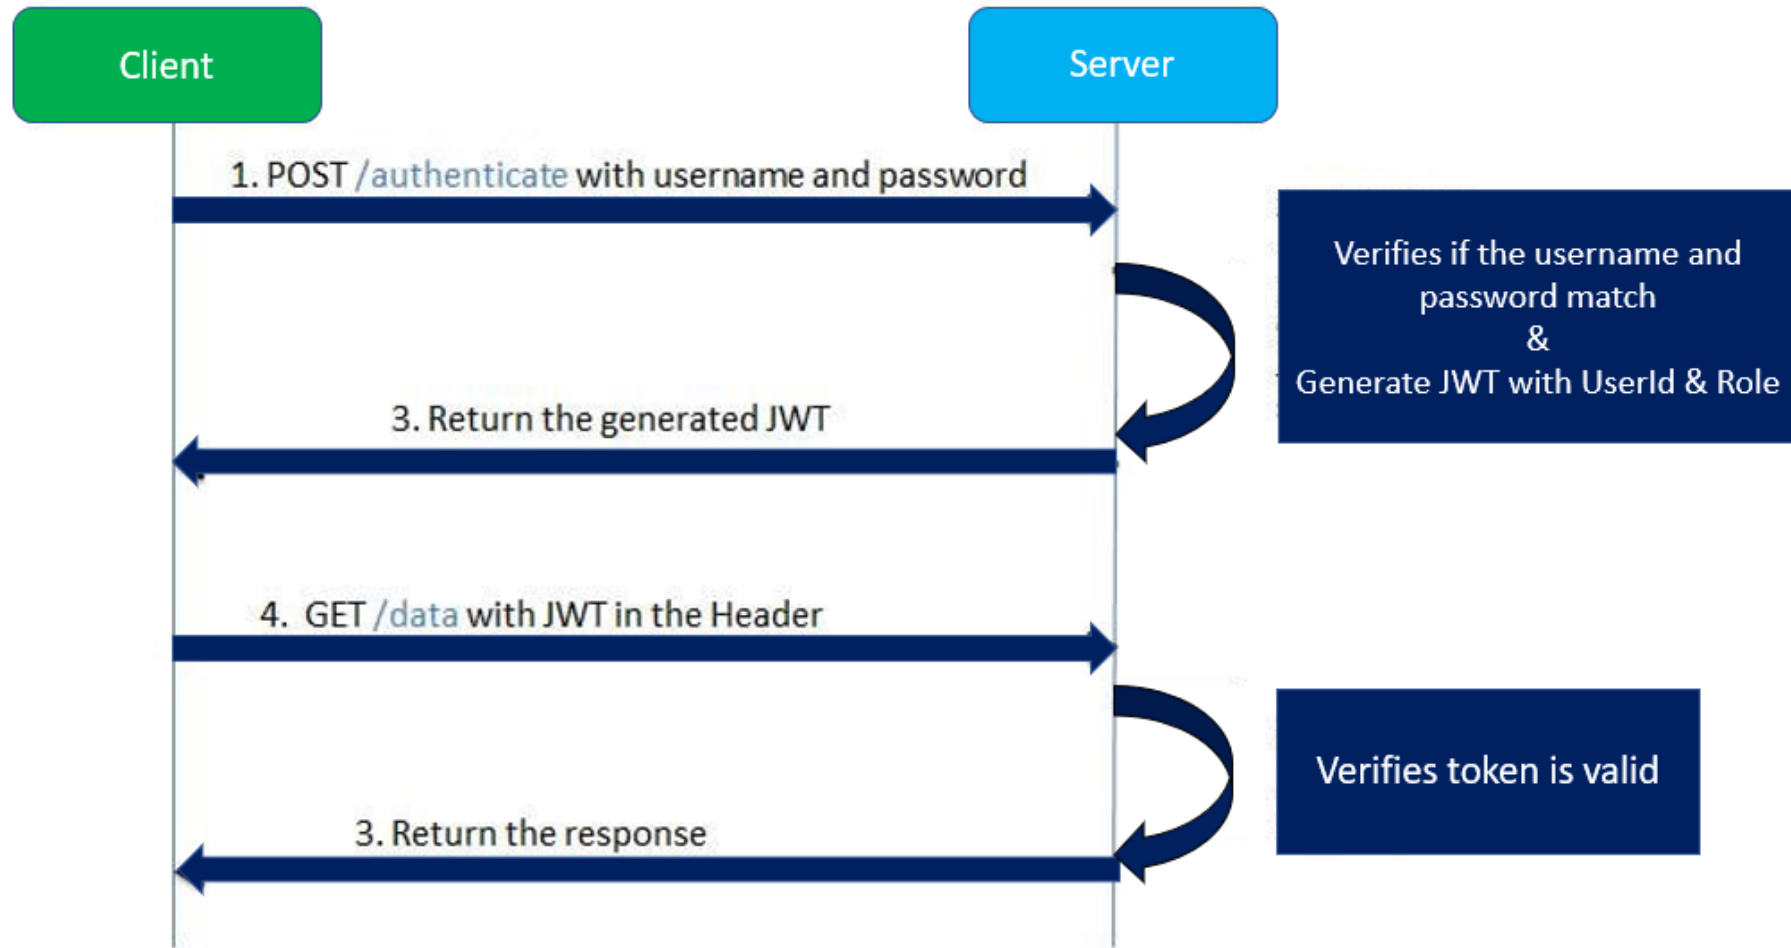 Client
Server
1. POST /authenticate with username and password
Verifies if the username and
password match
&
Generate JWT with UserId & Role
3. Return the generated JWT
4. GET /data with JWT in the Header
Verifies token is valid
3. Return the response